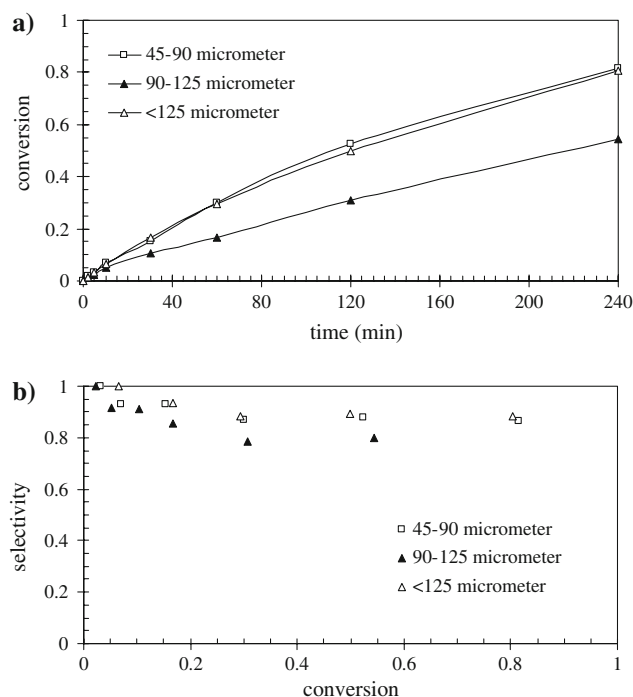 a)
1
0.8
0.6
0.4
0.2
0
conversion
45-90 micrometer
90-125 micrometer
<125 micrometer
0 40 80 120 160 200 240
time (min)
b)
1
0.8
0.6
0.4
0.2
0
selectivity
45-90 micrometer
90-125 micrometer
<125 micrometer
0 0.2 0.4 0.6 0.8 1
conversion